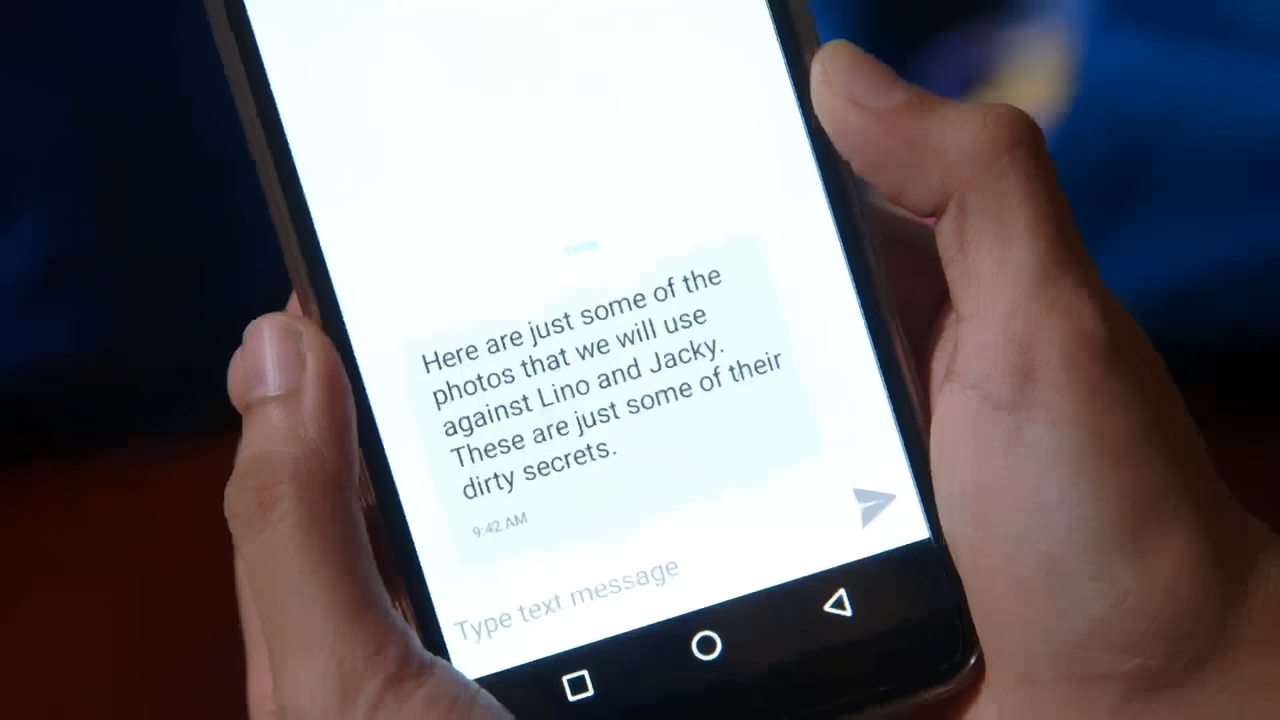 Here are just some of the
photos that we will use
against Lino and Jacky.
These are just some of their
dirty secrets.
9:42 AM
Type text message